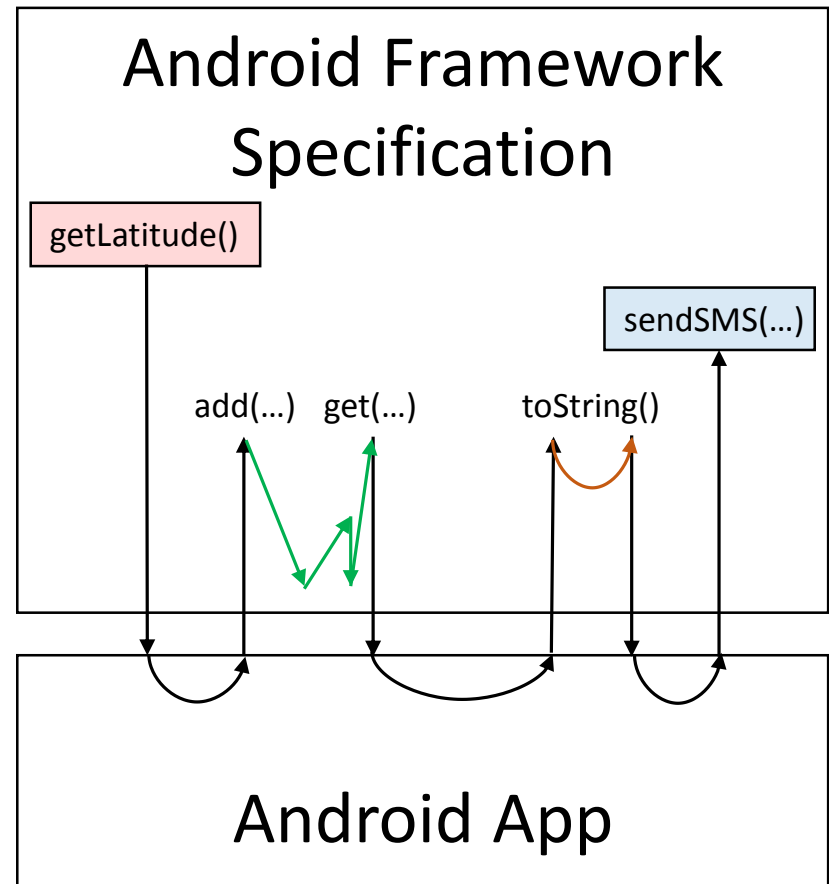 Android Framework
Specification
getLatitude()
sendSMS(…)
add(…) get(…) toString()
Android App